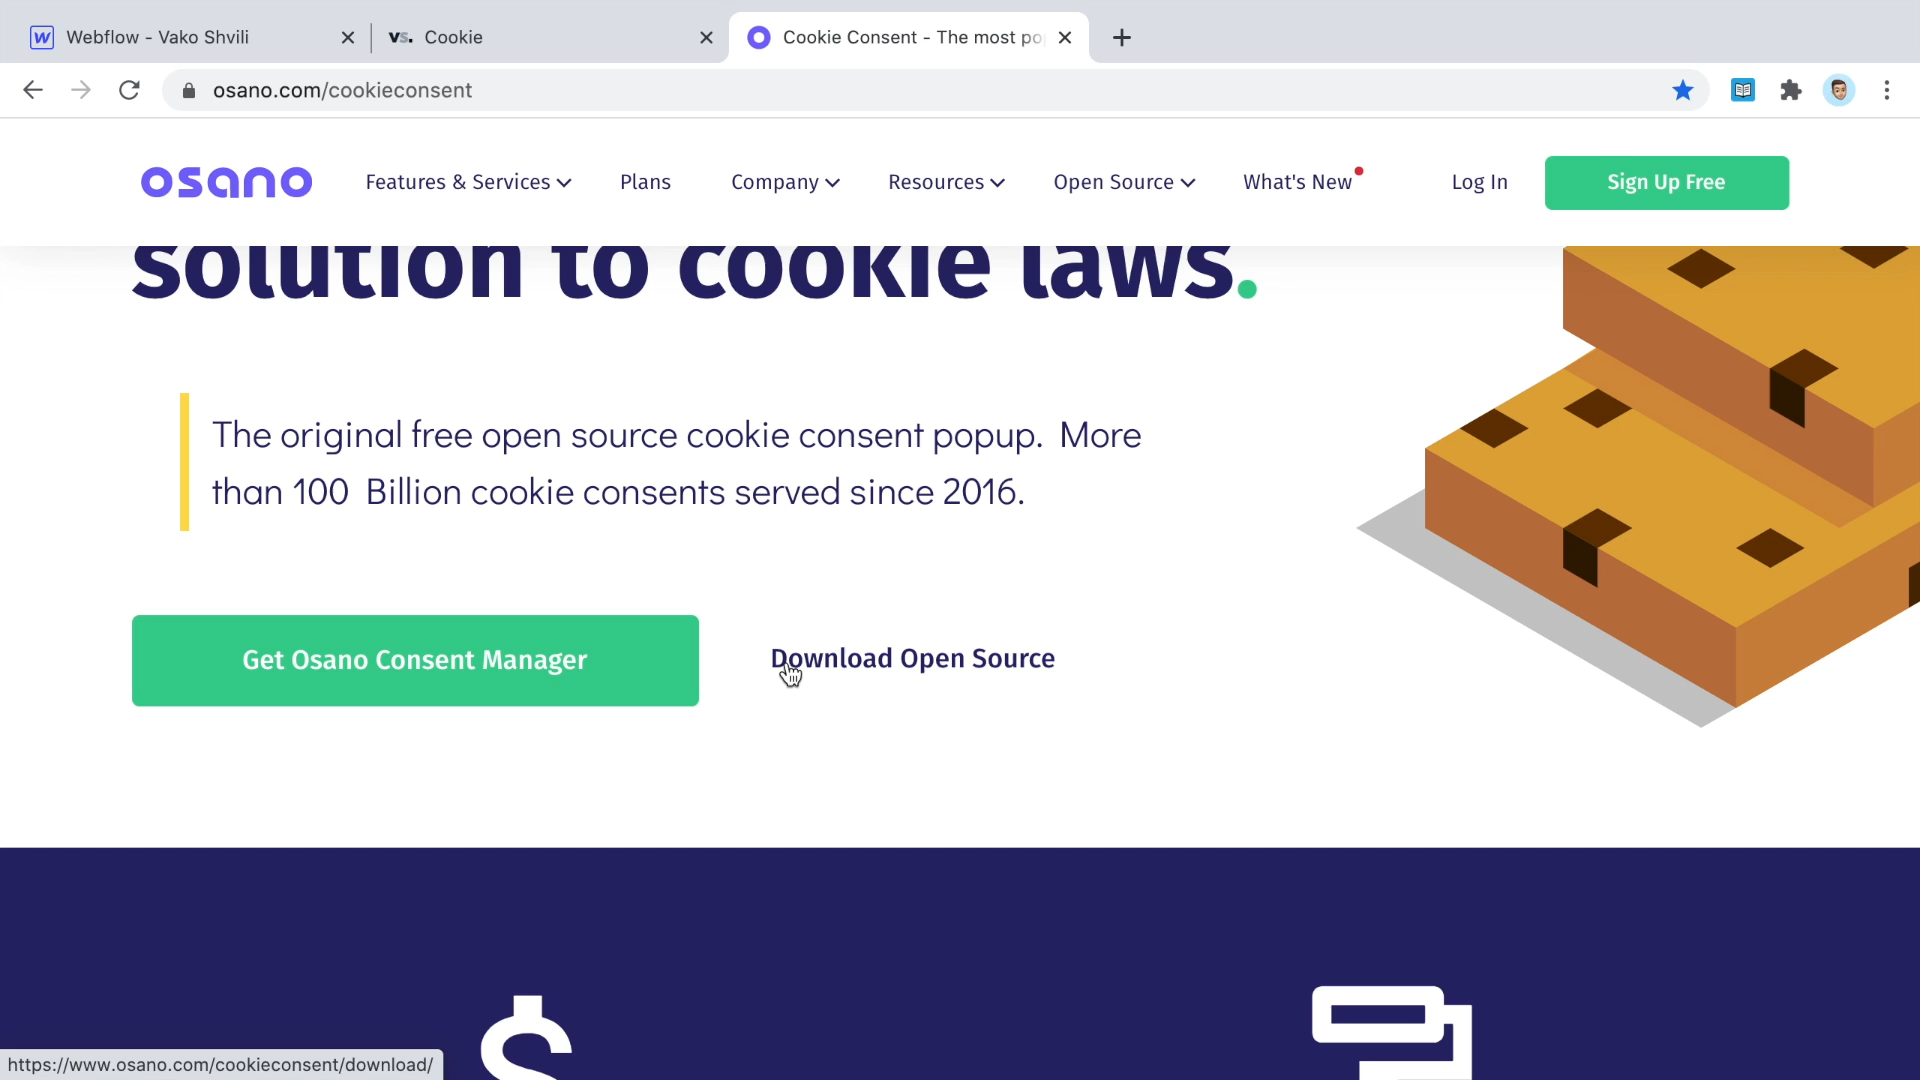 Webflow - Vako Shvili
vs. Cookie
Cookie Consent - The most po
osano.com/cookieconsent
osano
Features & Services
Plans
Company
Resources
Open Source
What's New
Log In
Sign Up Free
solution to cookie laws.
The original free open source cookie consent popup. More
than 100 Billion cookie consents served since 2016.
Get Osano Consent Manager
Download Open Source
$
https://www.osano.com/cookieconsent/download/